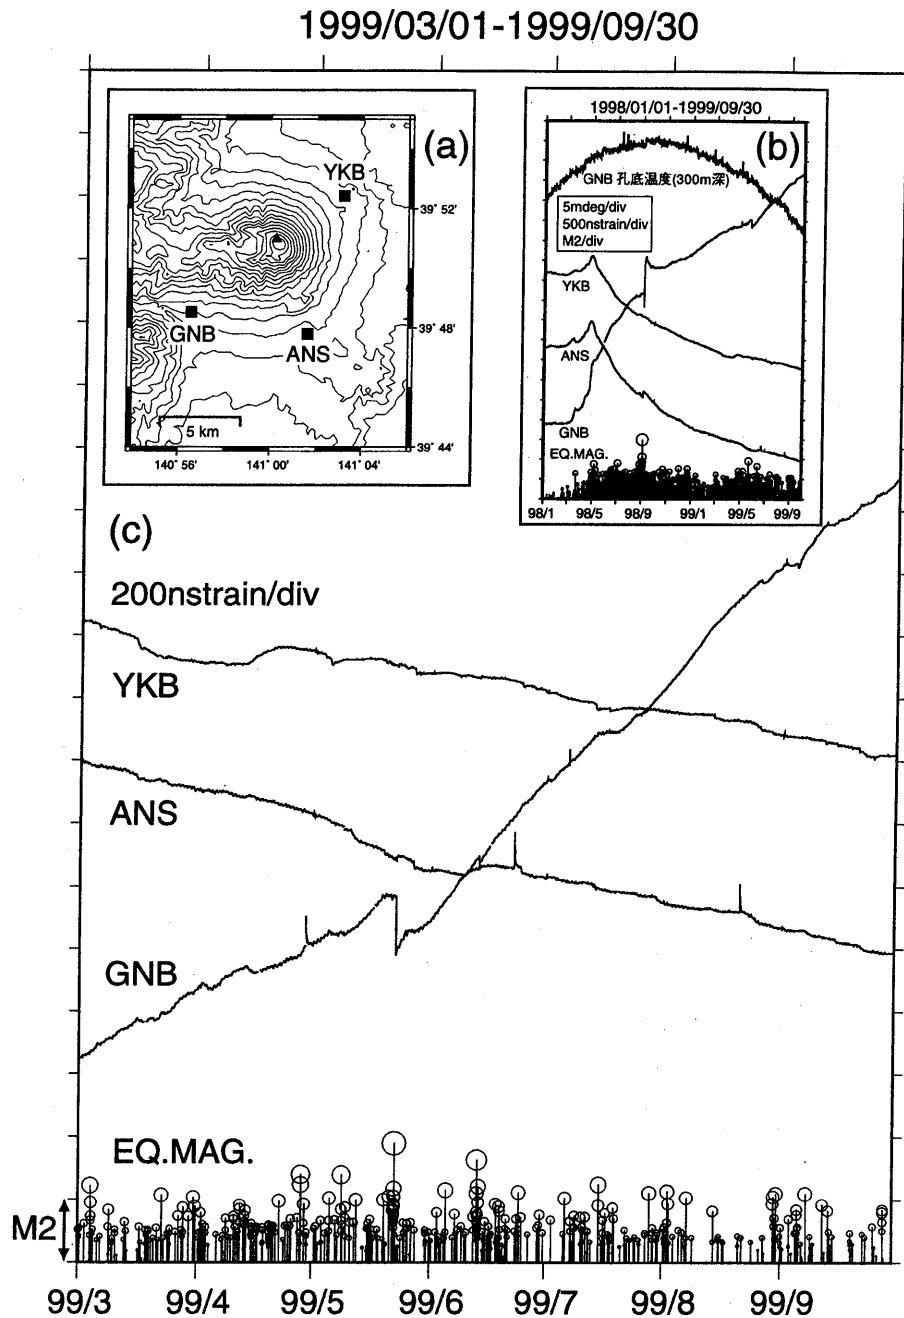 1999/03/01-1999/09/30
(a)
YKB
GNB
ANS
5 km
39° 52'
39° 48'
39° 44'
140° 56'
141° 00'
141° 04'
1998/01/01-1999/09/30
(b)
GNB 孔底温度(300m深)
5mdeg/div
500nstrain/div
M2/div
YKB
ANS
GNB
EQ.MAG.
98/1 98/5 98/9 99/1 99/5 99/9
(c)
200nstrain/div
YKB
ANS
GNB
EQ.MAG.
M2
99/3 99/4 99/5 99/6 99/7 99/8 99/9